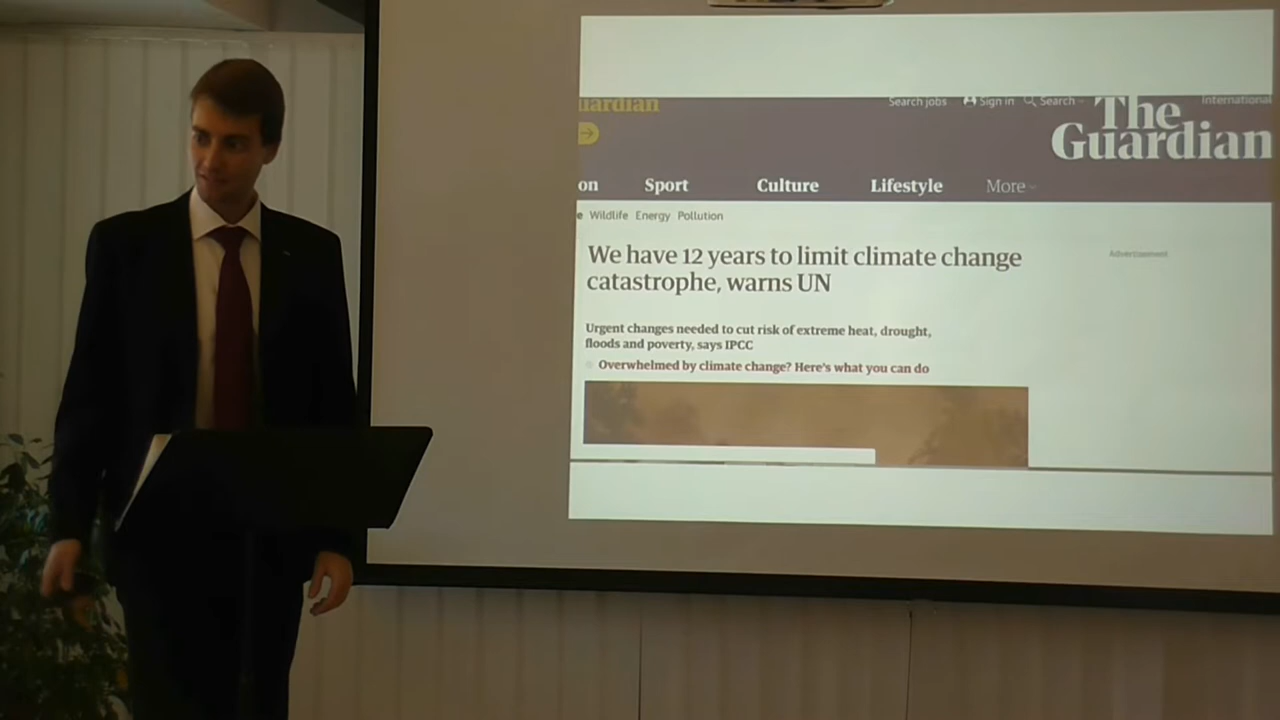 uardian
Search jobs
Sign in
Search
International
The
Guardian
on
Sport
Culture
Lifestyle
More
e Wildlife Energy Pollution
We have 12 years to limit climate change
catastrophe, warns UN
Advertisement
Urgent changes needed to cut risk of extreme heat, drought,
floods and poverty, says IPCC
Overwhelmed by climate change? Here's what you can do